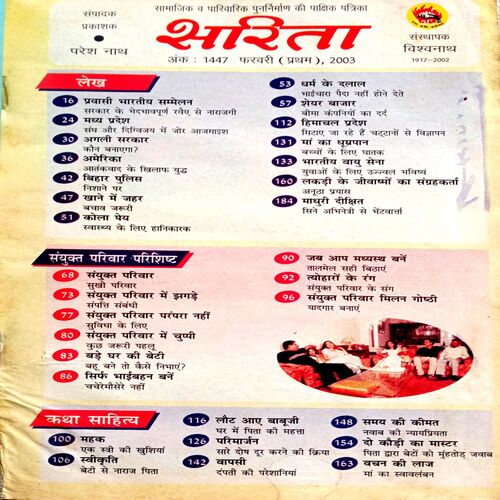 संपादक
प्रकाशक
परेश नाथ
सामाजिक व पारिवारिक पुनर्निर्माण की पाक्षिक पत्रिका
सरिता
अंक : 1447 फरवरी (प्रथम), 2003
संस्थापक
विश्वनाथ
1917-2002
लेख
16 प्रवासी भारतीय सम्मेलन
सरकार के भेदभावपूर्ण रवैए से नाराजगी
24 मध्य प्रदेश
संघ और दिग्विजय में जोर आजमाइश
30 अगली सरकार
कौन बनाएगा?
36 अमेरिका
आतंकवाद के खिलाफ युद्ध
42 बिहार पुलिस
निशाने पर
47 खाने में जहर
बचाव जरूरी
51 कोला पेय
स्वास्थ्य के लिए हानिकारक
53 धर्म के दलाल
भाईचारा पैदा नहीं होने देते
57 शेयर बाजार
बीमा कंपनियों का दर्द
112 हिमाचल प्रदेश
मिटाए जा रहे हैं चट्टानों से विज्ञापन
131 मां का धूम्रपान
बच्चों के लिए घातक
133 भारतीय वायु सेना
युवाओं के लिए उज्ज्वल भविष्य
160 लकड़ी के जीवाष्मों का संग्रहकर्ता
अनूठा प्रयास
184 माधुरी दीक्षित
सिने अभिनेत्री से भेंटवार्त्ता
संयुक्त परिवार परिशिष्ट
68 संयुक्त परिवार
सुखी परिवार
73 संयुक्त परिवार में झगड़े
संपत्ति संबंधी
77 संयुक्त परिवार परंपरा नहीं
सुविधा के लिए
80 संयुक्त परिवार में चुप्पी
कुछ जरूरी पहलू
83 बड़े घर की बेटी
बहू बने तो कैसे निभाएं?
86 सिर्फ भाईबहन बनें
चचेरेमौसेरे नहीं
90 जब आप मध्यस्थ बनें
तालमेल सही बिठाएं
92 त्योहारों के रंग
संयुक्त परिवार के संग
96 संयुक्त परिवार मिलन गोष्ठी
यादगार बनाएं
कथा साहित्य
100 महक
एक स्त्री की खुशियां
106 स्वीकृति
बेटी से नाराज पिता
116 लौट आए बाबूजी
घर में पिता की महत्ता
126 परिमार्जन
सारे दोष दूर करने की क्रिया
142 वापसी
दंपती की परेशानियां
148 समय की कीमत
नवाब की न्यायप्रियता
154 दो कौड़ी का मास्टर
पिता द्वारा बेटों को मुंहतोड़ जवाब
163 वचन की लाज
मां का स्वावलंबन